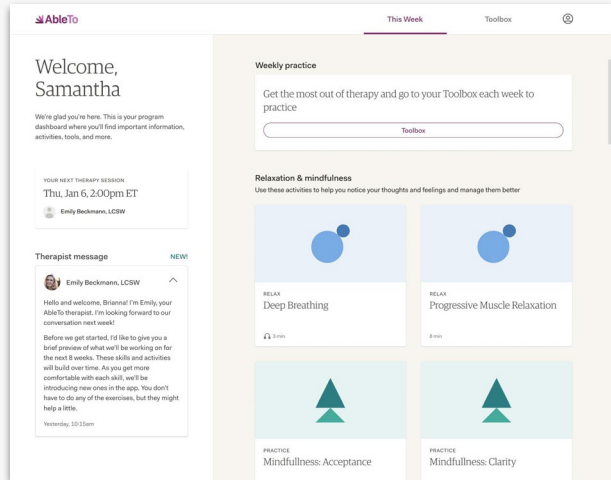 AbleTo
This Week
Toolbox
Welcome,
Samantha
We're glad you're here. This is your program
dashboard where you'll find important information,
activities, tools, and more.
YOUR NEXT THERAPY SESSION
Thu, Jan 6, 2:00pm ET
Emily Beckmann, LCSW
Therapist message
NEW!
Emily Beckmann, LCSW
Hello and welcome, Brianna! I'm Emily, your
AbleTo therapist. I'm looking forward to our
conversation next week!
Before we get started, I'd like to give you a
brief preview of what we'll be working on for
the next 8 weeks. These skills and activities
will build over time. As you get more
comfortable with each skill, we'll be
introducing new ones in the app. You don't
have to do any of the exercises, but they might
help a little.
Yesterday, 10:15am
Weekly practice
Get the most out of therapy and go to your Toolbox each week to
practice
Toolbox
Relaxation & mindfulness
Use these activities to help you notice your thoughts and feelings and manage them better
RELAX
Deep Breathing
3 min
RELAX
Progressive Muscle Relaxation
8 min
PRACTICE
Mindfullness: Acceptance
PRACTICE
Mindfullness: Clarity